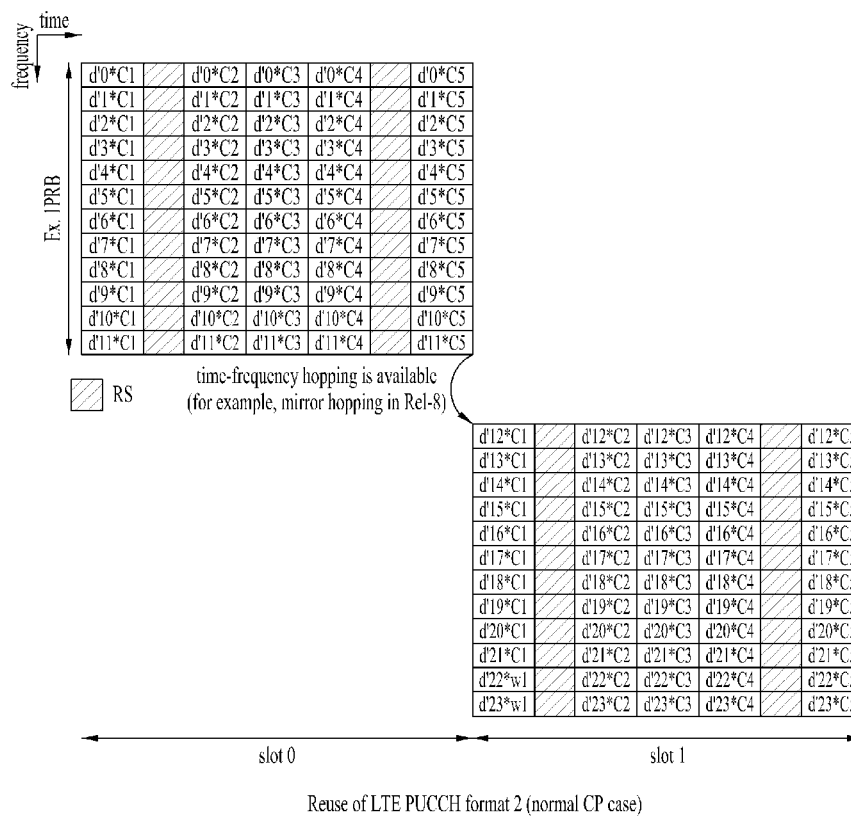 time
frequency
Ex. 1PRB
d'0*C1 d'0*C2 d'0*C3 d'0*C4 d'0*C5
d'1*C1 d'1*C2 d'1*C3 d'1*C4 d'1*C5
d'2*C1 d'2*C2 d'2*C3 d'2*C4 d'2*C5
d'3*C1 d'3*C2 d'3*C3 d'3*C4 d'3*C5
d'4*C1 d'4*C2 d'4*C3 d'4*C4 d'4*C5
d'5*C1 d'5*C2 d'5*C3 d'5*C4 d'5*C5
d'6*C1 d'6*C2 d'6*C3 d'6*C4 d'6*C5
d'7*C1 d'7*C2 d'7*C3 d'7*C4 d'7*C5
d'8*C1 d'8*C2 d'8*C3 d'8*C4 d'8*C5
d'9*C1 d'9*C2 d'9*C3 d'9*C4 d'9*C5
d'10*C1 d'10*C2 d'10*C3 d'10*C4 d'10*C5
d'11*C1 d'11*C2 d'11*C3 d'11*C4 d'11*C5
RS
time-frequency hopping is available
(for example, mirror hopping in Rel-8)
d'12*C1 d'12*C2 d'12*C3 d'12*C4 d'12*C
d'13*C1 d'13*C2 d'13*C3 d'13*C4 d'13*C
d'14*C1 d'14*C2 d'14*C3 d'14*C4 d'14*C
d'15*C1 d'15*C2 d'15*C3 d'15*C4 d'15*C
d'16*C1 d'16*C2 d'16*C3 d'16*C4 d'16*C
d'17*C1 d'17*C2 d'17*C3 d'17*C4 d'17*C
d'18*C1 d'18*C2 d'18*C3 d'18*C4 d'18*C
d'19*C1 d'19*C2 d'19*C3 d'19*C4 d'19*C
d'20*C1 d'20*C2 d'20*C3 d'20*C4 d'20*C
d'21*C1 d'21*C2 d'21*C3 d'21*C4 d'21*C
d'22*w1 d'22*C2 d'22*C3 d'22*C4 d'22*C
d'23*w1 d'23*C2 d'23*C3 d'23*C4 d'23*C
slot 0 slot 1
Reuse of LTE PUCCH format 2 (normal CP case)